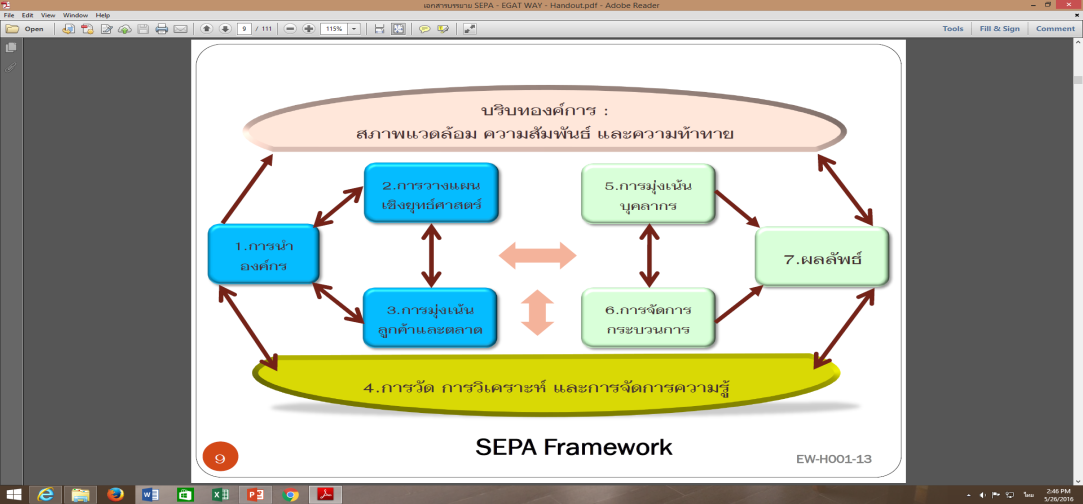 เอกสารบรรยาย SEPA - EGAT WAY - Handout.pdf - Adobe Reader
File Edit View Window Help
Open 9 / 111 115% Tools Fill & Sign Comment
บริบทองค์การ :
สภาพแวดล้อม ความสัมพันธ์ และความท้าทาย
2.การวางแผน
เชิงยุทธ์ศาสตร์
5.การมุ่งเน้น
บุคลากร
1.การนำ
องค์กร
7.ผลลัพธ์
3.การมุ่งเน้น
ลูกค้าและตลาด
6.การจัดการ
กระบวนการ
4.การวัด การวิเคราะห์ และการจัดการความรู้
SEPA Framework
9
EW-H001-13
2:46 PM
5/26/2016